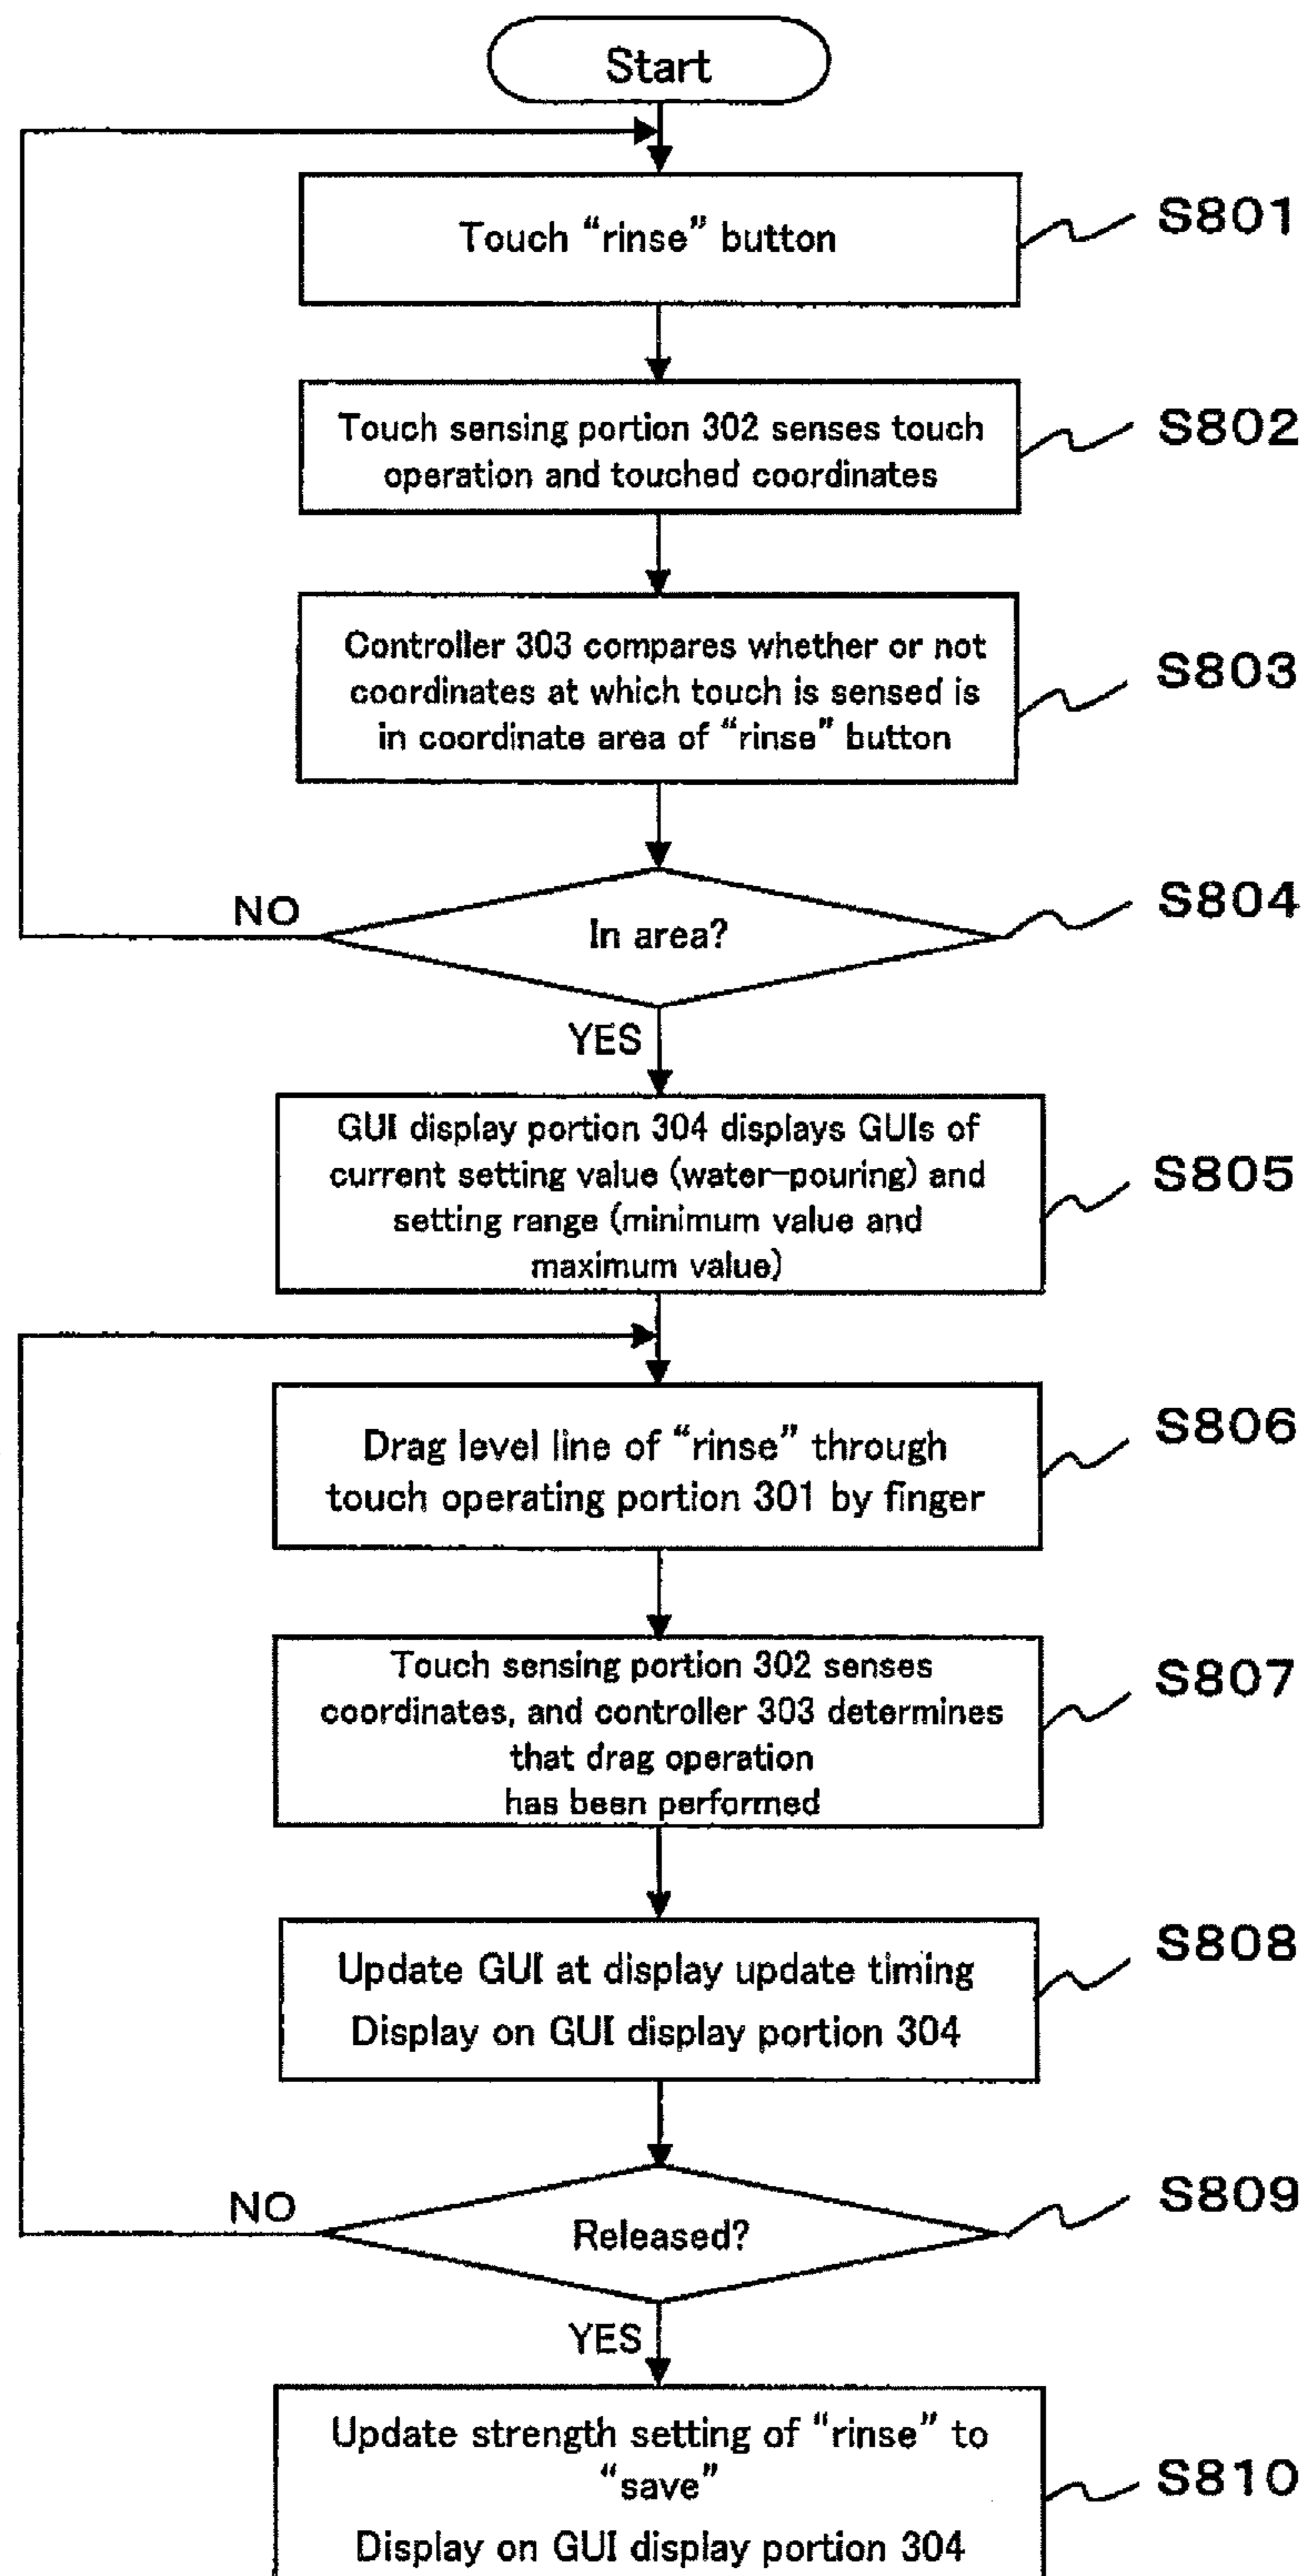 Start
Touch “rinse” button
S801
Touch sensing portion 302 senses touch
operation and touched coordinates
S802
Controller 303 compares whether or not
coordinates at which touch is sensed is
in coordinate area of “rinse” button
S803
NO
In area?
S804
YES
GUI display portion 304 displays GUIs of
current setting value (water-pouring) and
setting range (minimum value and
maximum value)
S805
Drag level line of “rinse” through
touch operating portion 301 by finger
S806
Touch sensing portion 302 senses
coordinates, and controller 303 determines
that drag operation
has been performed
S807
Update GUI at display update timing
Display on GUI display portion 304
S808
NO
Released?
S809
YES
Update strength setting of “rinse” to
“save”
Display on GUI display portion 304
S810